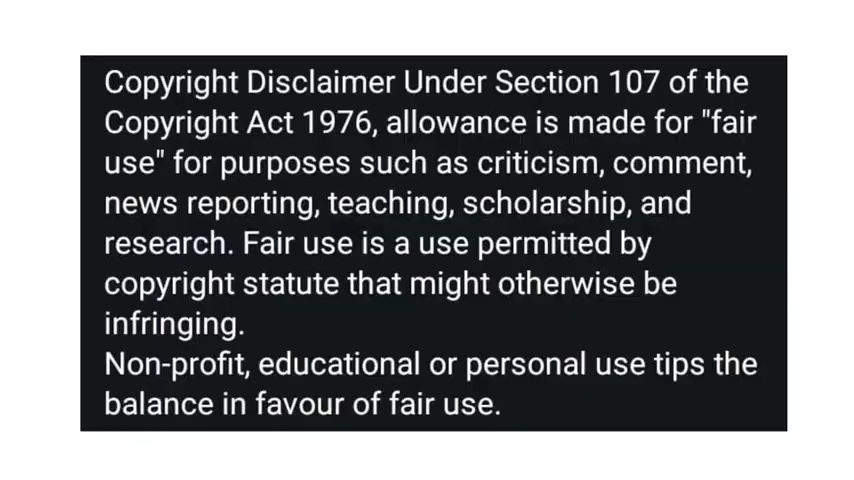 Copyright Disclaimer Under Section 107 of the
Copyright Act 1976, allowance is made for "fair
use" for purposes such as criticism, comment,
news reporting, teaching, scholarship, and
research. Fair use is a use permitted by
copyright statute that might otherwise be
infringing.
Non-profit, educational or personal use tips the
balance in favour of fair use.